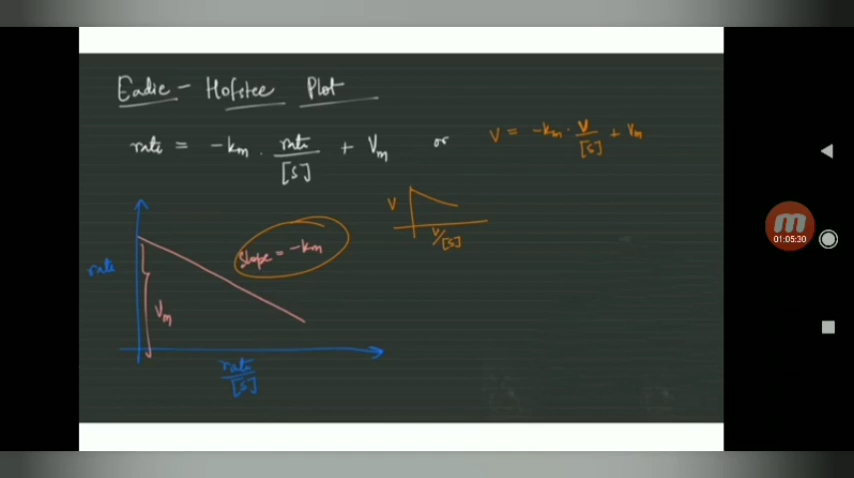 Eadie - Hofstee Plot
rate = -km . rate/[S] + Vm or V = -km . V/[S] + Vm
V
V/[S]
slope = -km
rate
Vm
rate/[S]
01:05:30